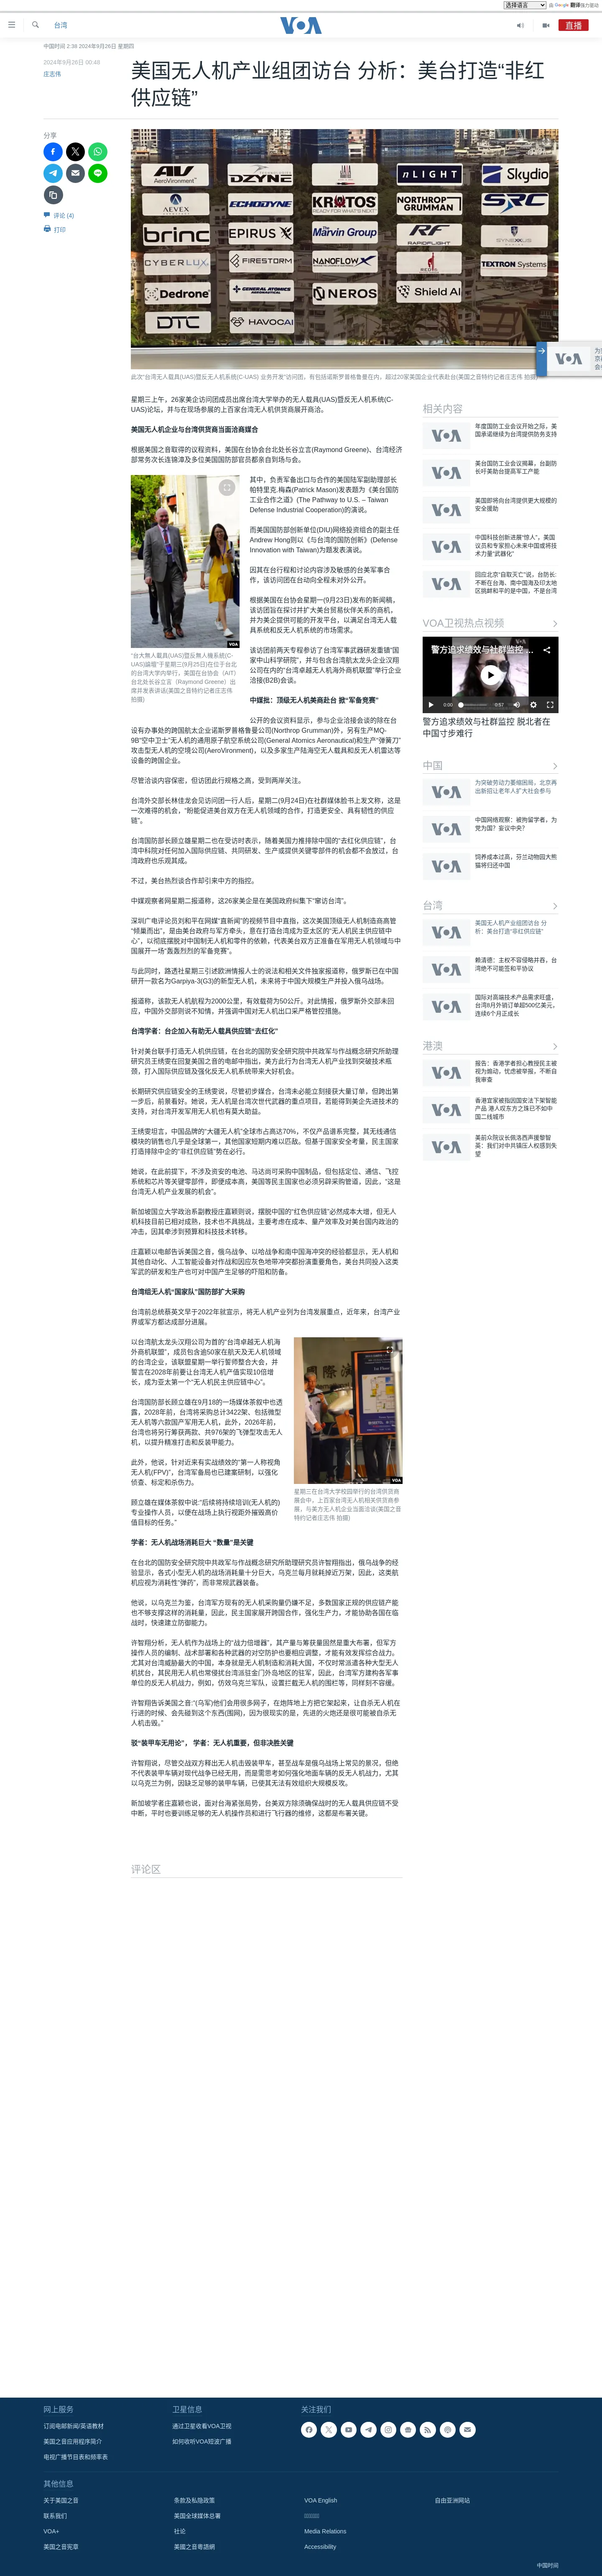 选择语言
由 Google 翻译强力驱动
台湾
VOA
直播
中国时间 2:38 2024年9月26日 星期四
2024年9月26日 00:48
庄志伟
美国无人机产业组团访台 分析：美台打造“非红供应链”
分享
评论 (4)
打印
AeroVironment
DZYNE
nLIGHT
Skydio
AEVEX
ECHODYNE
KRATOS
READY FOR WHAT'S NEXT
NORTHROP GRUMMAN
SRC
brinc
EPIRUS
The Marvin Group
RF
RAPIDFLIGHT
CYBERLUX
FIRESTORM
NANOFLOWX
TEXTRON Systems
Dedrone
GENERAL ATOMICS
AERONAUTICAL
NEROS
Shield AI
DTC
HAVOCAI
此次“台湾无人载具(UAS)暨反无人机系统(C-UAS) 业务开发”访问团，有包括诺斯罗普格鲁曼在内，超过20家美国企业代表赴台(美国之音特约记者庄志伟 拍摄)
星期三上午，26家美企访问团成员出席台湾大学举办的无人载具(UAS)暨反无人机系统(C-UAS)论坛，并与在现场参展的上百家台湾无人机供货商展开商洽。
美国无人机企业与台湾供货商当面洽商媒合
根据美国之音取得的议程资料，美国在台协会台北处长谷立言(Raymond Greene)、台湾经济部常务次长连锦漳及多位美国国防部官员都亲自到场与会。
“台大無人載具(UAS)暨反無人機系統(C-UAS)論壇”于星期三(9月25日)在位于台北的台湾大学内举行，美国在台协会（AIT）台北处长谷立言（Raymond Greene）出席并发表讲话(美国之音特约记者庄志伟 拍摄)
其中，负责军备出口与合作的美国陆军副助理部长帕特里克.梅森(Patrick Mason)发表题为《美台国防工业合作之道》(The Pathway to U.S. – Taiwan Defense Industrial Cooperation)的演说。
而美国国防部创新单位(DIU)网络投资组合的副主任Andrew Hong则以《与台湾的国防创新》(Defense Innovation with Taiwan)为题发表演说。
因其在台行程和讨论内容涉及敏感的台美军事合作，该访问团在台动向全程未对外公开。
根据美国在台协会星期一(9月23日)发布的新闻稿，该访团旨在探讨并扩大美台贸易伙伴关系的商机，并为美企提供可能的开发平台，以满足台湾无人载具系统和反无人机系统的市场需求。
该访团前两天专程参访了台湾军事武器研发重镇“国家中山科学研院”，并与包含台湾航太龙头企业汉翔公司在内的“台湾卓越无人机海外商机联盟”举行企业洽接(B2B)会谈。
中媒批：顶级无人机美商赴台 掀“军备竞赛”
公开的会议资料显示，参与企业洽接会谈的除在台设有办事处的跨国航太企业诺斯罗普格鲁曼公司(Northrop Grumman)外，另有生产MQ-9B“空中卫士”无人机的通用原子航空系统公司(General Atomics Aeronautical)和生产“弹簧刀”攻击型无人机的空境公司(AeroVironment)，以及多家生产陆海空无人载具和反无人机雷达等设备的跨国企业。
尽管洽谈内容保密，但访团此行规格之高，受到两岸关注。
台湾外交部长林佳龙会见访问团一行人后，星期二(9月24日)在社群媒体脸书上发文称，这是一次难得的机会，“盼能促进美台双方在无人载领域的合作，打造更安全、更具有韧性的供应链”。
台湾国防部长顾立雄星期二也在受访时表示，随着美国力推排除中国的“去红化供应链”，台湾中科院对任何加入国际供应链、共同研发、生产或提供关键零部件的机会都不会放过，台湾政府也乐观其成。
不过，美台热烈谈合作却引来中方的指控。
中媒观察者网星期二报道称，这26家美企是在美国政府纠集下“窜访台湾”。
深圳广电评论员刘和平在网媒“直新闻”的视频节目中直指，这次美国顶级无人机制造商高管“倾巢而出”，是由美台政府与军方牵头，意在打造台湾成为亚太区的“无人机民主供应链中心”，以彻底摆脱对中国制无人机和零件的依赖，代表美台双方正准备在军用无人机领域与中国展开一场“轰轰烈烈的军备竞赛”。
与此同时，路透社星期三引述欧洲情报人士的说法和相关文件独家报道称，俄罗斯已在中国研开一款名为Garpiya-3(G3)的新型无人机，未来将于中国大规模生产并投入俄乌战场。
报道称，该款无人机航程为2000公里，有效载荷为50公斤，对此情报，俄罗斯外交部未回应，中国外交部则说不知情，并强调中国对无人机出口采严格管控措施。
台湾学者：台企加入有助无人载具供应链“去红化”
针对美台联手打造无人机供应链，在台北的国防安全研究院中共政军与作战概念研究所助理研究员王绣雯在回复美国之音的电邮中指出，美方此行为台湾无人机产业找到突破技术瓶颈，打入国际供应链及强化反无人机系统带来大好机会。
长期研究供应链安全的王绣雯说，尽管初步媒合，台湾未必能立刻接获大量订单，但跨出第一步后，前景看好。她说，无人机是台湾次世代武器的重点项目，若能得到美企先进技术的支持，对台湾开发军用无人机也有莫大助益。
王绣雯坦言，中国品牌的“大疆无人机”全球市占高达70%，不仅产品谱系完整，其无线通信模块的销售也几乎是全球第一，其他国家短期内难以匹敌。但基于国家安全考量，民主国家打造排除中企的“非红供应链”势在必行。
她说，在此前提下，不涉及资安的电池、马达尚可采购中国制品，但包括定位、通信、飞控系统和芯片等关键零部件，即便成本高，美国等民主国家也必须另辟采购管道，因此，“这是台湾无人机产业发展的机会”。
新加坡国立大学政治系副教授庄嘉颖则说，摆脱中国的“红色供应链”必然成本大增，但无人机科技目前已相对成熟，技术也不具挑战，主要考虑在成本、量产效率及对美台国内政治的冲击，因其牵涉到预算和科技技术转移。
庄嘉颖以电邮告诉美国之音，俄乌战争、以哈战争和南中国海冲突的经验都显示，无人机和其他自动化、人工智能设备对作战和因应灰色地带冲突都扮演重要角色，美台共同投入这类军武的研发和生产也可对中国产生足够的吓阻和防备。
台湾组无人机“国家队”国防部扩大采购
台湾前总统蔡英文早于2022年就宣示，将无人机产业列为台湾发展重点，近年来，台湾产业界或军方都达成部分进展。
以台湾航太龙头汉翔公司为首的“台湾卓越无人机海外商机联盟”，成员包含逾50家在航天及无人机领域的台湾企业，该联盟星期一举行誓师暨合大会，并誓言在2028年前要让台湾无人机产值实现10倍增长，成为亚太第一个“无人机民主供应链中心”。
台湾国防部长顾立雄在9月18的一场媒体茶叙中也透露，2028年前，台湾将采购总计3422架、包括微型无人机等六款国产军用无人机，此外，2026年前，台湾也将另行筹获两款、共976架的飞弹型攻击无人机，以提升精准打击和反装甲能力。
此外，他说，针对近来有实战绩效的“第一人称视角无人机(FPV)”，台湾军备局也已建案研制，以强化侦查、标定和杀伤力。
顾立雄在媒体茶叙中说:“后续将持续培训(无人机的)专业操作人员，以便在战场上执行视距外摧毁高价值目标的任务。”
星期三在台湾大学校园举行的台湾供货商展会中，上百家台湾无人机相关供货商参展，与美方无人机企业当面洽谈(美国之音特约记者庄志伟 拍摄)
学者：无人机战场消耗巨大 “数量”是关键
在台北的国防安全研究院中共政军与作战概念研究所助理研究员许智翔指出，俄乌战争的经验显示，各式小型无人机的战场消耗量十分巨大，乌克兰每月就耗掉近万架，因此，这类航机应视为消耗性“弹药”，而非常规武器装备。
他说，以乌克兰为鉴，台湾军方现有的无人机采购量仍嫌不足，多数国家正规的供应链产能也不够支撑这样的消耗量，因此，民主国家展开跨国合作，强化生产力，才能协助各国在临战时，快速建立防御能力。
许智翔分析，无人机作为战场上的“战力倍增器”，其产量与筹获量固然是重大布署，但军方操作人员的编制、战术部署和各种武器的对空防护也要相应调整，才能有效发挥综合战力。尤其对台湾威胁最大的中国，本身就是无人机制造和消耗大国，不仅时常派遣各种大型无人机扰台，其民用无人机也常侵扰台湾派驻金门外岛地区的驻军，因此，台湾军方建构各军事单位的反无人机战力，例如，仿效乌克兰军队，设置拦截无人机的围栏等，同样刻不容缓。
许智翔告诉美国之音:“(乌军)他们会用很多网子，在炮阵地上方把它架起来，让自杀无人机在行进的时候、会先碰到这个东西(围网)，因为很现实的是，先进的火炮还是很可能被自杀无人机击毁。”
驳“装甲车无用论”， 学者：无人机重要，但非决胜关键
许智翔说，尽管交战双方释出无人机击毁装甲车，甚至战车是俄乌战场上常见的景况，但绝不代表装甲车辆对现代战争已经无用，而是需思考如何强化地面车辆的反无人机战力，尤其以乌克兰为例，因缺乏足够的装甲车辆，已使其无法有效组织大规模反攻。
新加坡学者庄嘉颖也说，面对台海紧张局势，台美双方除须确保战时的无人载具供应链不受中断，平时也要训练足够的无人机操作员和进行飞行器的维修，这都是布署关键。
评论区
相关内容
年度国防工业会议开始之际，美国承诺继续为台湾提供防务支持
美台国防工业会议揭幕，台副防长吁美助台提高军工产能
美国即将向台湾提供更大规模的安全援助
中国科技创新进展“惊人”，美国议员和专家担心未来中国或将技术力量“武器化”
回应北京“自取灭亡”说，台防长: 不断在台海、南中国海及印太地区挑衅和平的是中国，不是台湾
VOA卫视热点视频
警方追求绩效与社群监控 ...
0:00
0:57
警方追求绩效与社群监控 脱北者在中国寸步难行
中国
为突破劳动力萎缩困局，北京再出新招让老年人扩大社会参与
中国网络观察：被拘留学者，为党为国？妄议中央?
饲养成本过高，芬兰动物园大熊猫将归还中国
台湾
美国无人机产业组团访台 分析：美台打造“非红供应链”
赖清德：主权不容侵略并吞，台湾绝不可能签和平协议
国际对高端技术产品需求旺盛，台湾8月外销订单超500亿美元，连续6个月正成长
港澳
报告：香港学者担心教授民主被视为煽动，忧虑被举报，不断自我审查
香港宜家被指因国安法下架智能产品 港人叹东方之珠已不如中国二线城市
美前众院议长佩洛西声援黎智英：我们对中共镇压人权感到失望
网上服务
订阅电邮新闻/英语教材
美国之音应用程序简介
电视广播节目表和频率表
卫星信息
通过卫星收看VOA卫视
如何收听VOA短波广播
关注我们
其他信息
关于美国之音
条款及私隐政策
VOA English
自由亚洲网站
联系我们
美国全球媒体总署
VOA+
社论
Media Relations
美国之音宪章
美國之音粵語網
Accessibility
中国时间